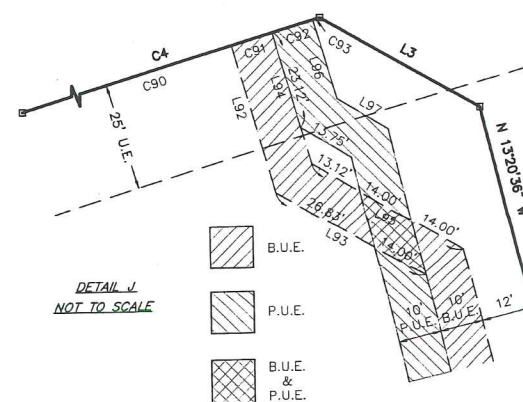 C4
C90
C91
C92
C93
L3
25' U.E.
L92
L94
23.12'
L96
L97
13.75'
13.12'
14.00'
14.00'
L95
26.83'
14.00'
L93
N 13°20'36" W
B.U.E.
DETAIL J
NOT TO SCALE
P.U.E.
10'
P.U.E.
10'
B.U.E.
12'
B.U.E.
&
P.U.E.